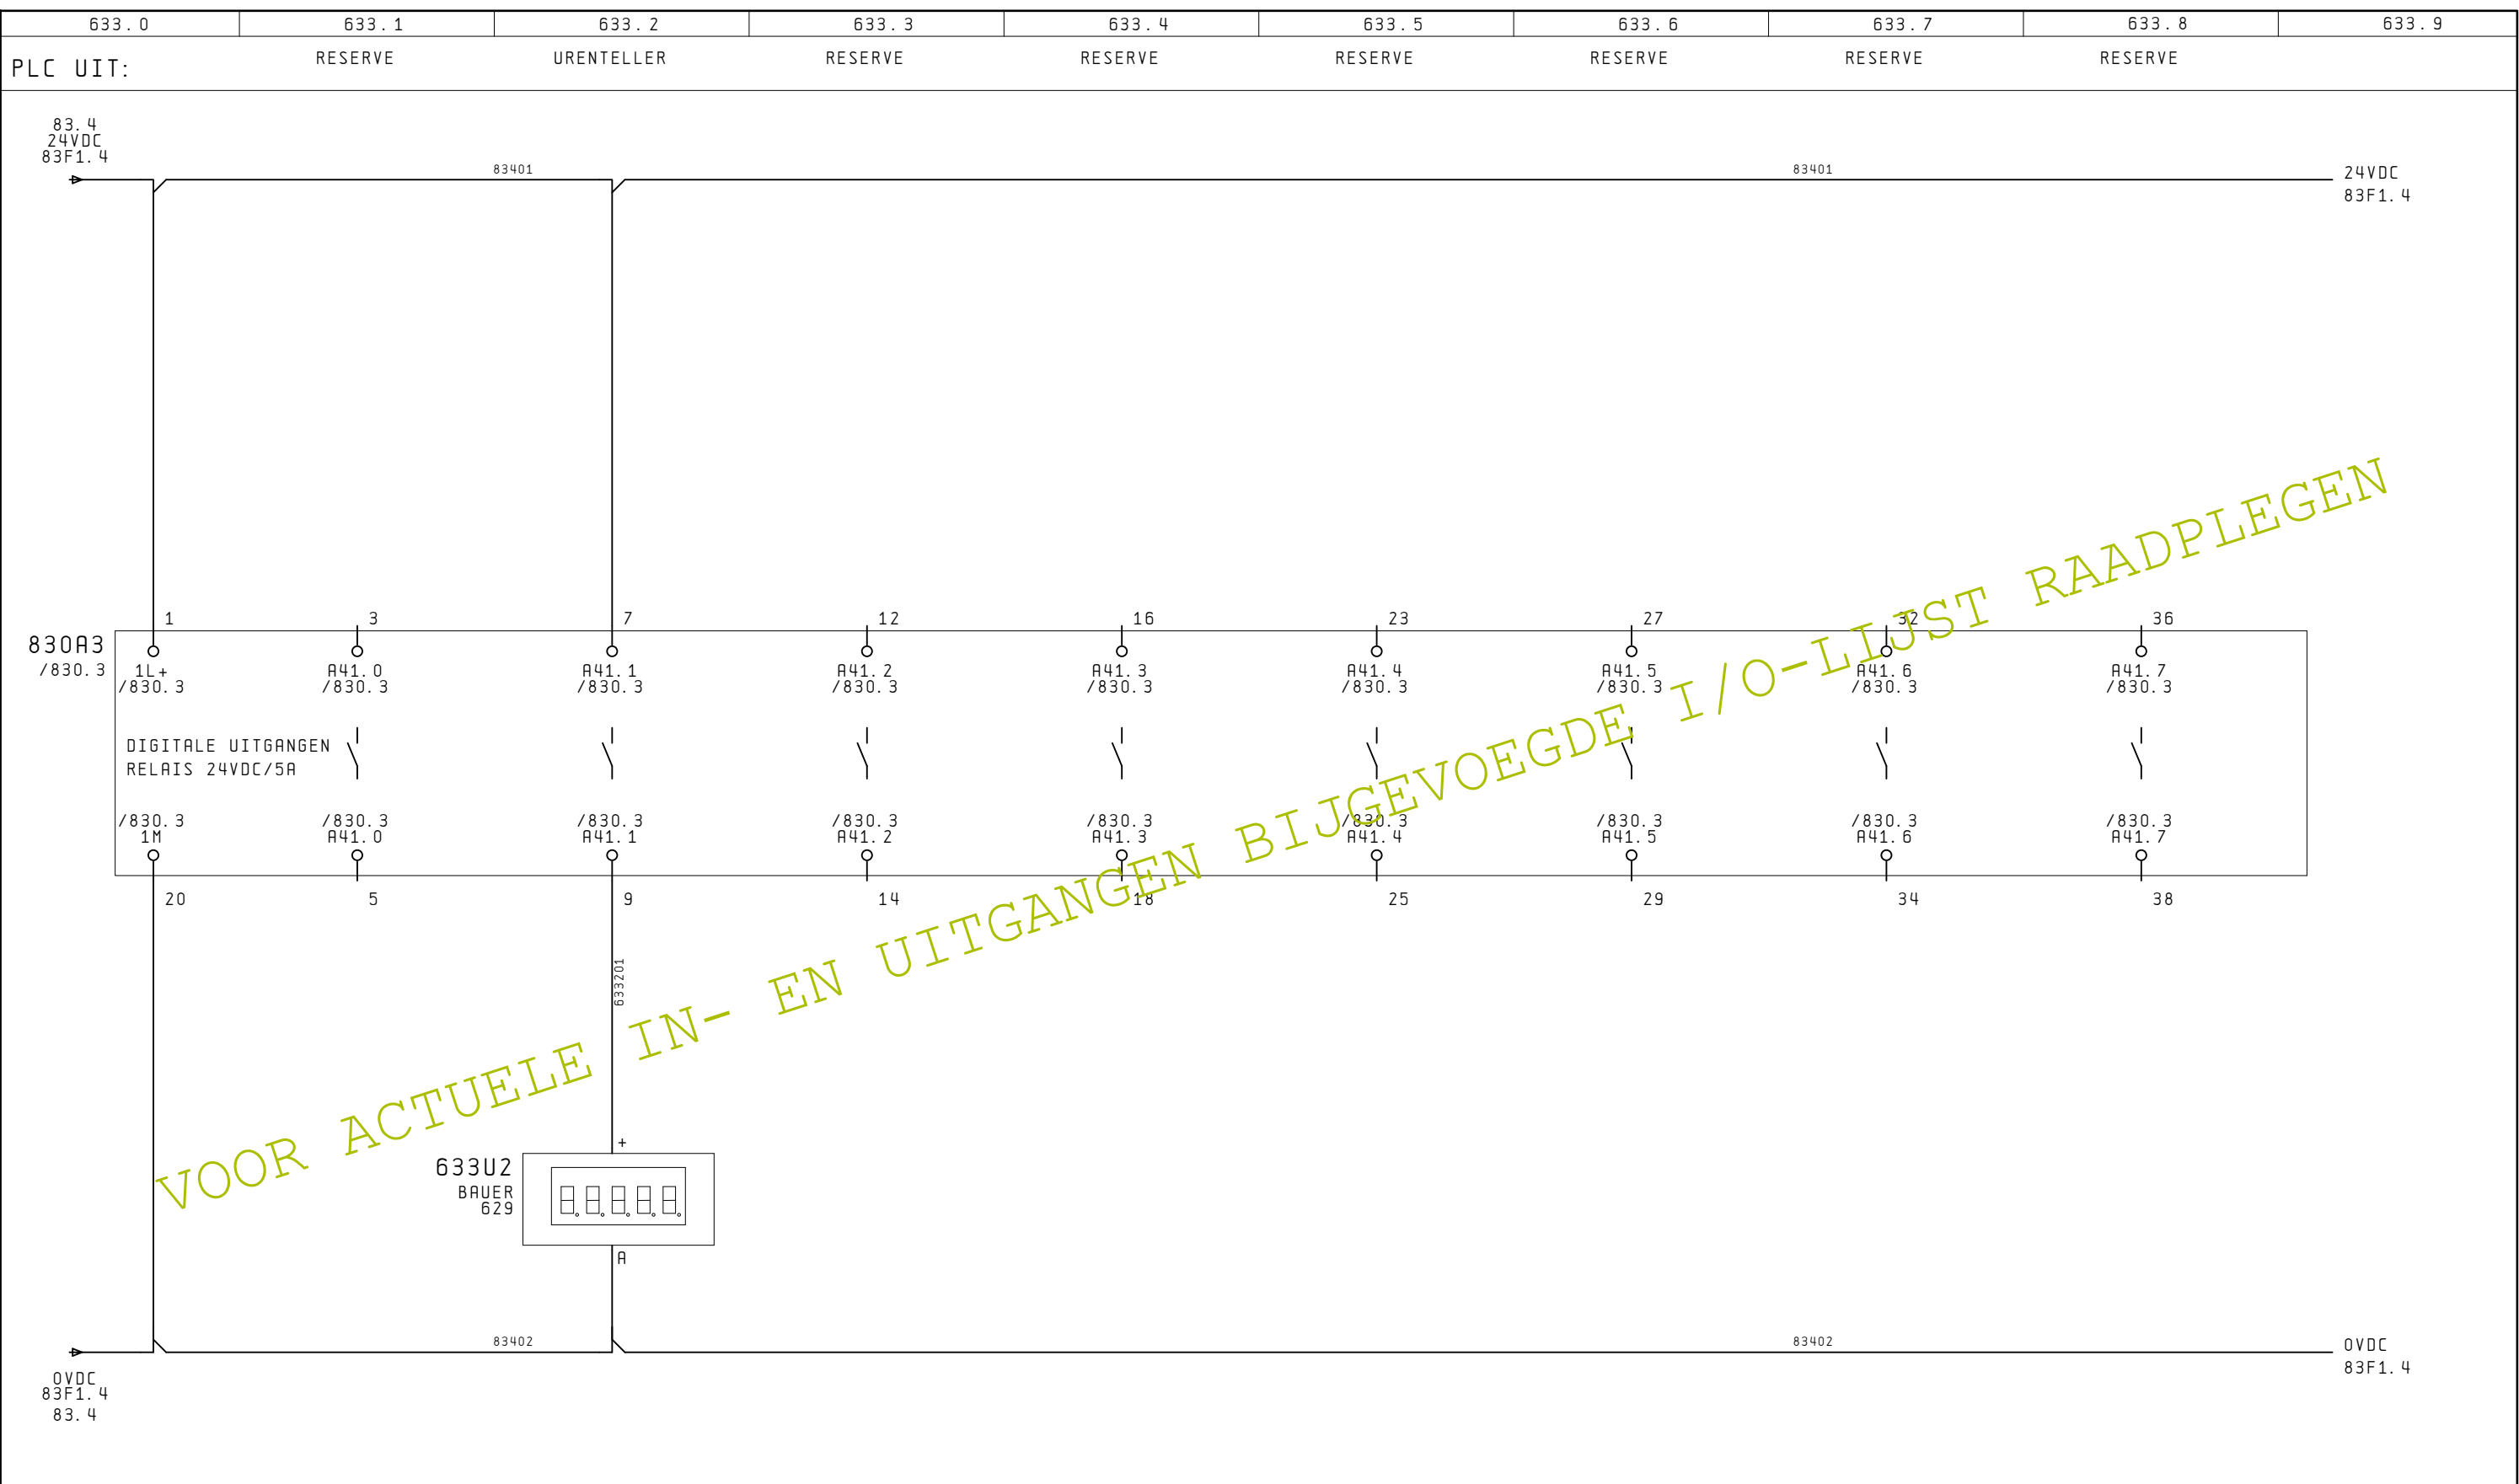 633.0 633.1 633.2 633.3 633.4 633.5 633.6 633.7 633.8 633.9
PLC UIT:
RESERVE URENTELLER RESERVE RESERVE RESERVE RESERVE RESERVE RESERVE
83.4
24VDC
83F1.4
83401 83401
24VDC
83F1.4
1 3 7 12 16 23 27 32 36
830A3
/830.3
1L+ A41.0 A41.1 A41.2 A41.3 A41.4 A41.5 A41.6 A41.7
/830.3 /830.3 /830.3 /830.3 /830.3 /830.3 /830.3 /830.3 /830.3
DIGITALE UITGANGEN
RELAIS 24VDC/5A
/830.3 /830.3 /830.3 /830.3 /830.3 /830.3 /830.3 /830.3 /830.3
1M A41.0 A41.1 A41.2 A41.3 A41.4 A41.5 A41.6 A41.7
20 5 9 14 18 25 29 34 38
633201
VOOR ACTUELE IN- EN UITGANGEN BIJGEVOEGDE I/O-LIJST RAADPLEGEN
+
633U2
BAUER
629
8.8.8.8.8.
A
83402 83402
0VDC
83F1.4
0VDC
83F1.4
83.4